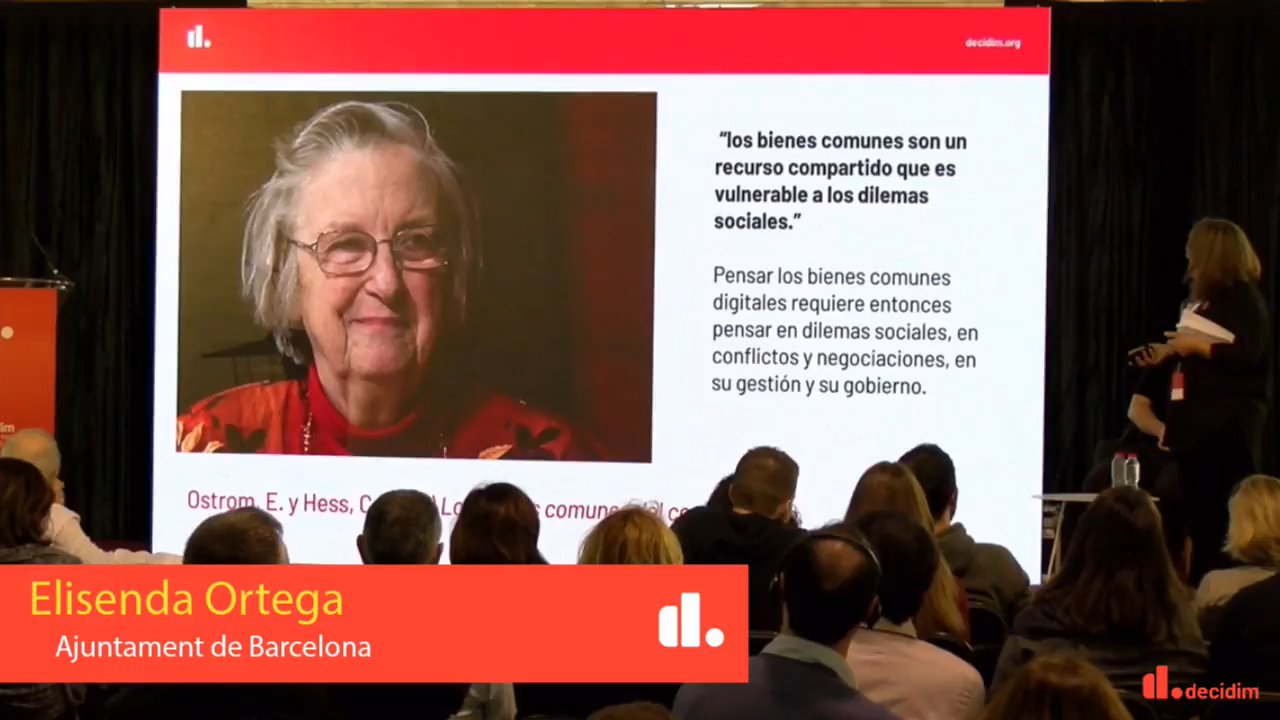 decidim.org
“los bienes comunes son un
recurso compartido que es
vulnerable a los dilemas
sociales.”
Pensar los bienes comunes
digitales requiere entonces
pensar en dilemas sociales, en
conflictos y negociaciones, en
su gestión y su gobierno.
Ostrom, E. y Hess,
Elisenda Ortega
Ajuntament de Barcelona
decidim